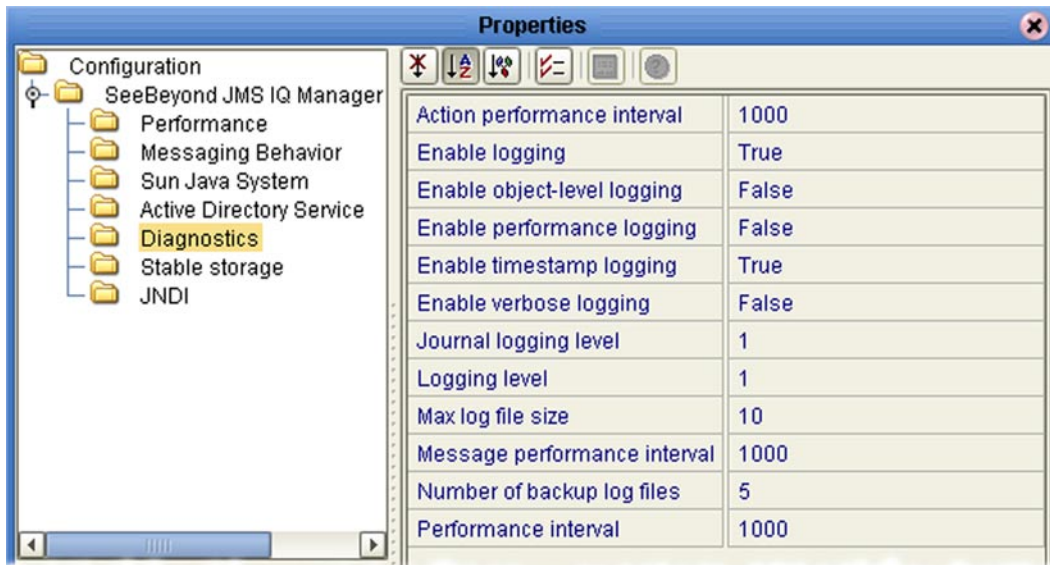 Properties
Configuration
SeeBeyond JMS IQ Manager
Performance
Messaging Behavior
Sun Java System
Active Directory Service
Diagnostics
Stable storage
JNDI
Action performance interval 1000
Enable logging True
Enable object-level logging False
Enable performance logging False
Enable timestamp logging True
Enable verbose logging False
Journal logging level 1
Logging level 1
Max log file size 10
Message performance interval 1000
Number of backup log files 5
Performance interval 1000